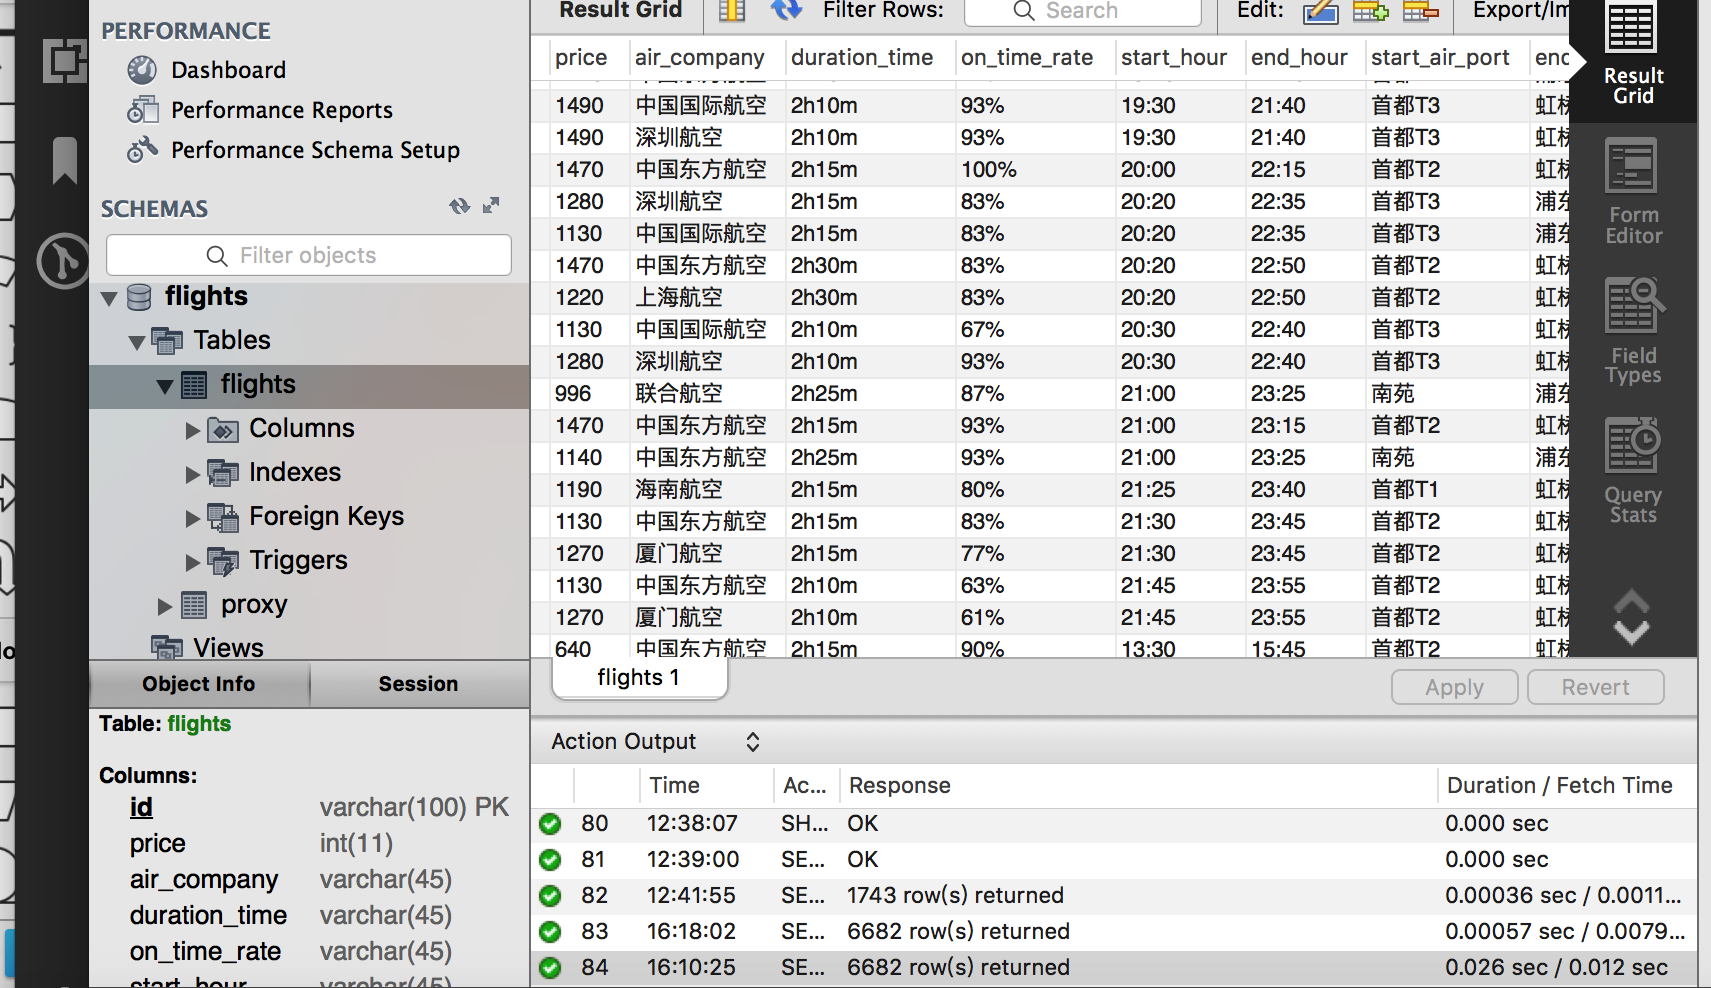 PERFORMANCE
Dashboard
Performance Reports
Performance Schema Setup
SCHEMAS
Filter objects
flights
Tables
flights
Columns
Indexes
Foreign Keys
Triggers
proxy
Views
Object Info Session
Table: flights
Columns:
id varchar(100) PK
price int(11)
air_company varchar(45)
duration_time varchar(45)
on_time_rate varchar(45)
start_hour varchar(45)
Result Grid Filter Rows: Search Edit: Export/Im
price air_company duration_time on_time_rate start_hour end_hour start_air_port end
1490 中国国际航空 2h10m 93% 19:30 21:40 首都T3 虹桥
1490 深圳航空 2h10m 93% 19:30 21:40 首都T3 虹桥
1470 中国东方航空 2h15m 100% 20:00 22:15 首都T2 虹桥
1280 深圳航空 2h15m 83% 20:20 22:35 首都T3 浦东
1130 中国国际航空 2h15m 83% 20:20 22:35 首都T3 浦东
1470 中国东方航空 2h30m 83% 20:20 22:50 首都T2 虹桥
1220 上海航空 2h30m 83% 20:20 22:50 首都T2 虹桥
1130 中国国际航空 2h10m 67% 20:30 22:40 首都T3 虹桥
1280 深圳航空 2h10m 93% 20:30 22:40 首都T3 虹桥
996 联合航空 2h25m 87% 21:00 23:25 南苑 浦东
1470 中国东方航空 2h15m 93% 21:00 23:15 首都T2 虹桥
1140 中国东方航空 2h25m 93% 21:00 23:25 南苑 浦东
1190 海南航空 2h15m 80% 21:25 23:40 首都T1 虹桥
1130 中国东方航空 2h15m 83% 21:30 23:45 首都T2 虹桥
1270 厦门航空 2h15m 77% 21:30 23:45 首都T2 虹桥
1130 中国东方航空 2h10m 63% 21:45 23:55 首都T2 虹桥
1270 厦门航空 2h10m 61% 21:45 23:55 首都T2 虹桥
640 中国东方航空 2h15m 90% 13:30 15:45 首都T2 虹桥
flights 1
Apply Revert
Result
Grid
Form
Editor
Field
Types
Query
Stats
Action Output
Time Ac... Response Duration / Fetch Time
80 12:38:07 SH... OK 0.000 sec
81 12:39:00 SE... OK 0.000 sec
82 12:41:55 SE... 1743 row(s) returned 0.00036 sec / 0.0011...
83 16:18:02 SE... 6682 row(s) returned 0.00057 sec / 0.0079...
84 16:10:25 SE... 6682 row(s) returned 0.026 sec / 0.012 sec